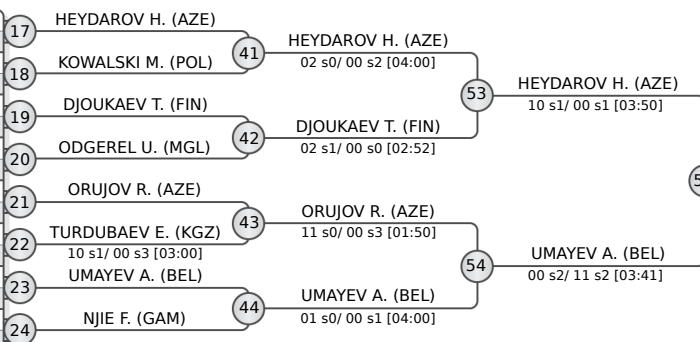 HEYDAROV H. (AZE)
17
41
HEYDAROV H. (AZE)
02 s0/ 00 s2 [04:00]
KOWALSKI M. (POL)
18
53
HEYDAROV H. (AZE)
10 s1/ 00 s1 [03:50]
DJOUKAEV T. (FIN)
19
42
DJOUKAEV T. (FIN)
02 s1/ 00 s0 [02:52]
ODGEREL U. (MGL)
20
ORUJOV R. (AZE)
21
43
ORUJOV R. (AZE)
11 s0/ 00 s3 [01:50]
TURDUBAEV E. (KGZ)
22
10 s1/ 00 s3 [03:00]
54
UMAYEV A. (BEL)
00 s2/ 11 s2 [03:41]
UMAYEV A. (BEL)
23
44
UMAYEV A. (BEL)
01 s0/ 00 s1 [04:00]
NJIE F. (GAM)
24